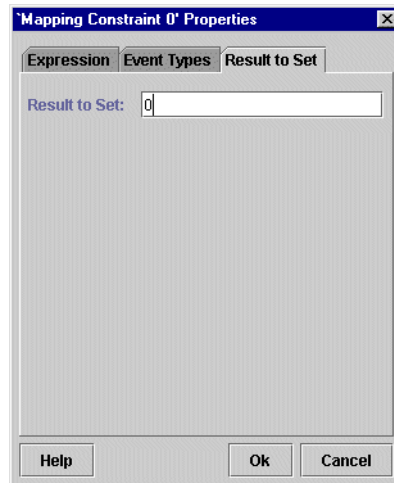 'Mapping Constraint 0' Properties
Expression Event Types Result to Set
Result to Set: 0
Help Ok Cancel